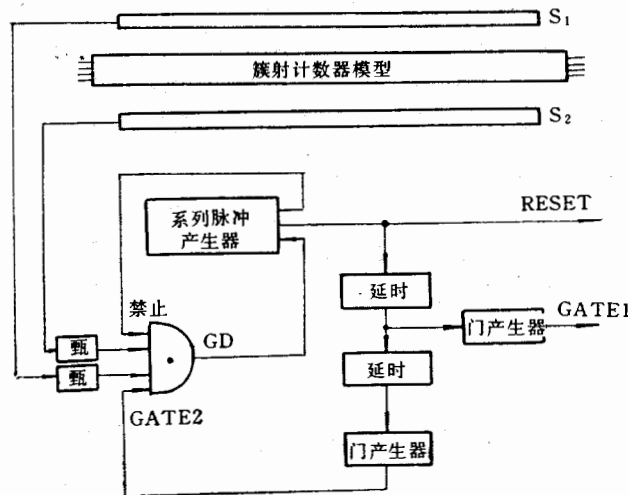 S₁
簇射计数器模型
S₂
系列脉冲
产生器
RESET
延时
禁止
门产生器
GATE1
甄
GD
延时
甄
GATE2
门产生器